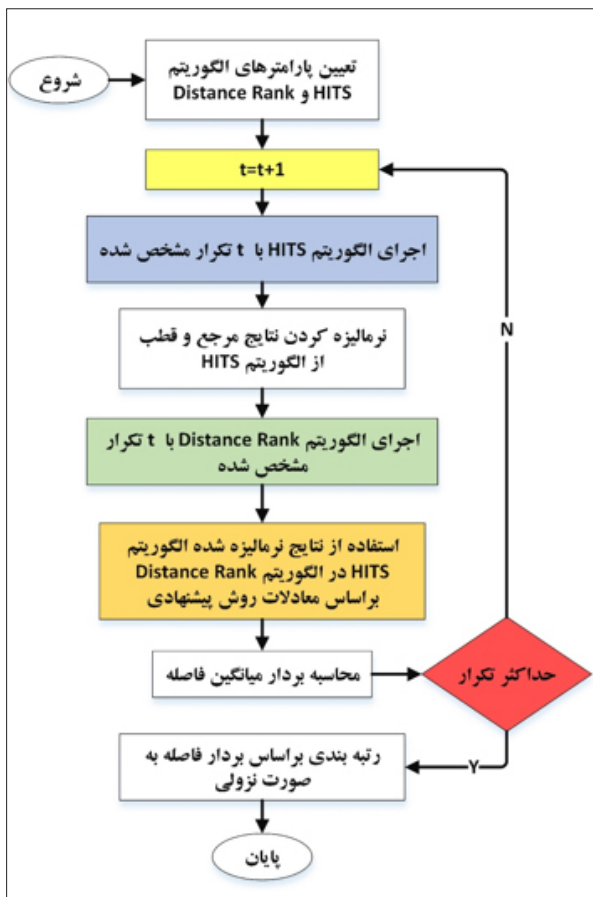 شروع
تعیین پارامترهای الگوریتم
HITS و Distance Rank
t=t+1
اجرای الگوریتم HITS با t تکرار مشخص شده
نرمالیزه کردن نتایج مرجع و قطب
از الگوریتم HITS
اجرای الگوریتم Distance Rank با t تکرار
مشخص شده
استفاده از نتایج نرمالیزه شده الگوریتم
HITS در الگوریتم Distance Rank
براساس معادلات روش پیشنهادی
محاسبه بردار میانگین فاصله
حداکثر تکرار
N
Y
رتبه بندی براساس بردار فاصله به
صورت نزولی
پایان